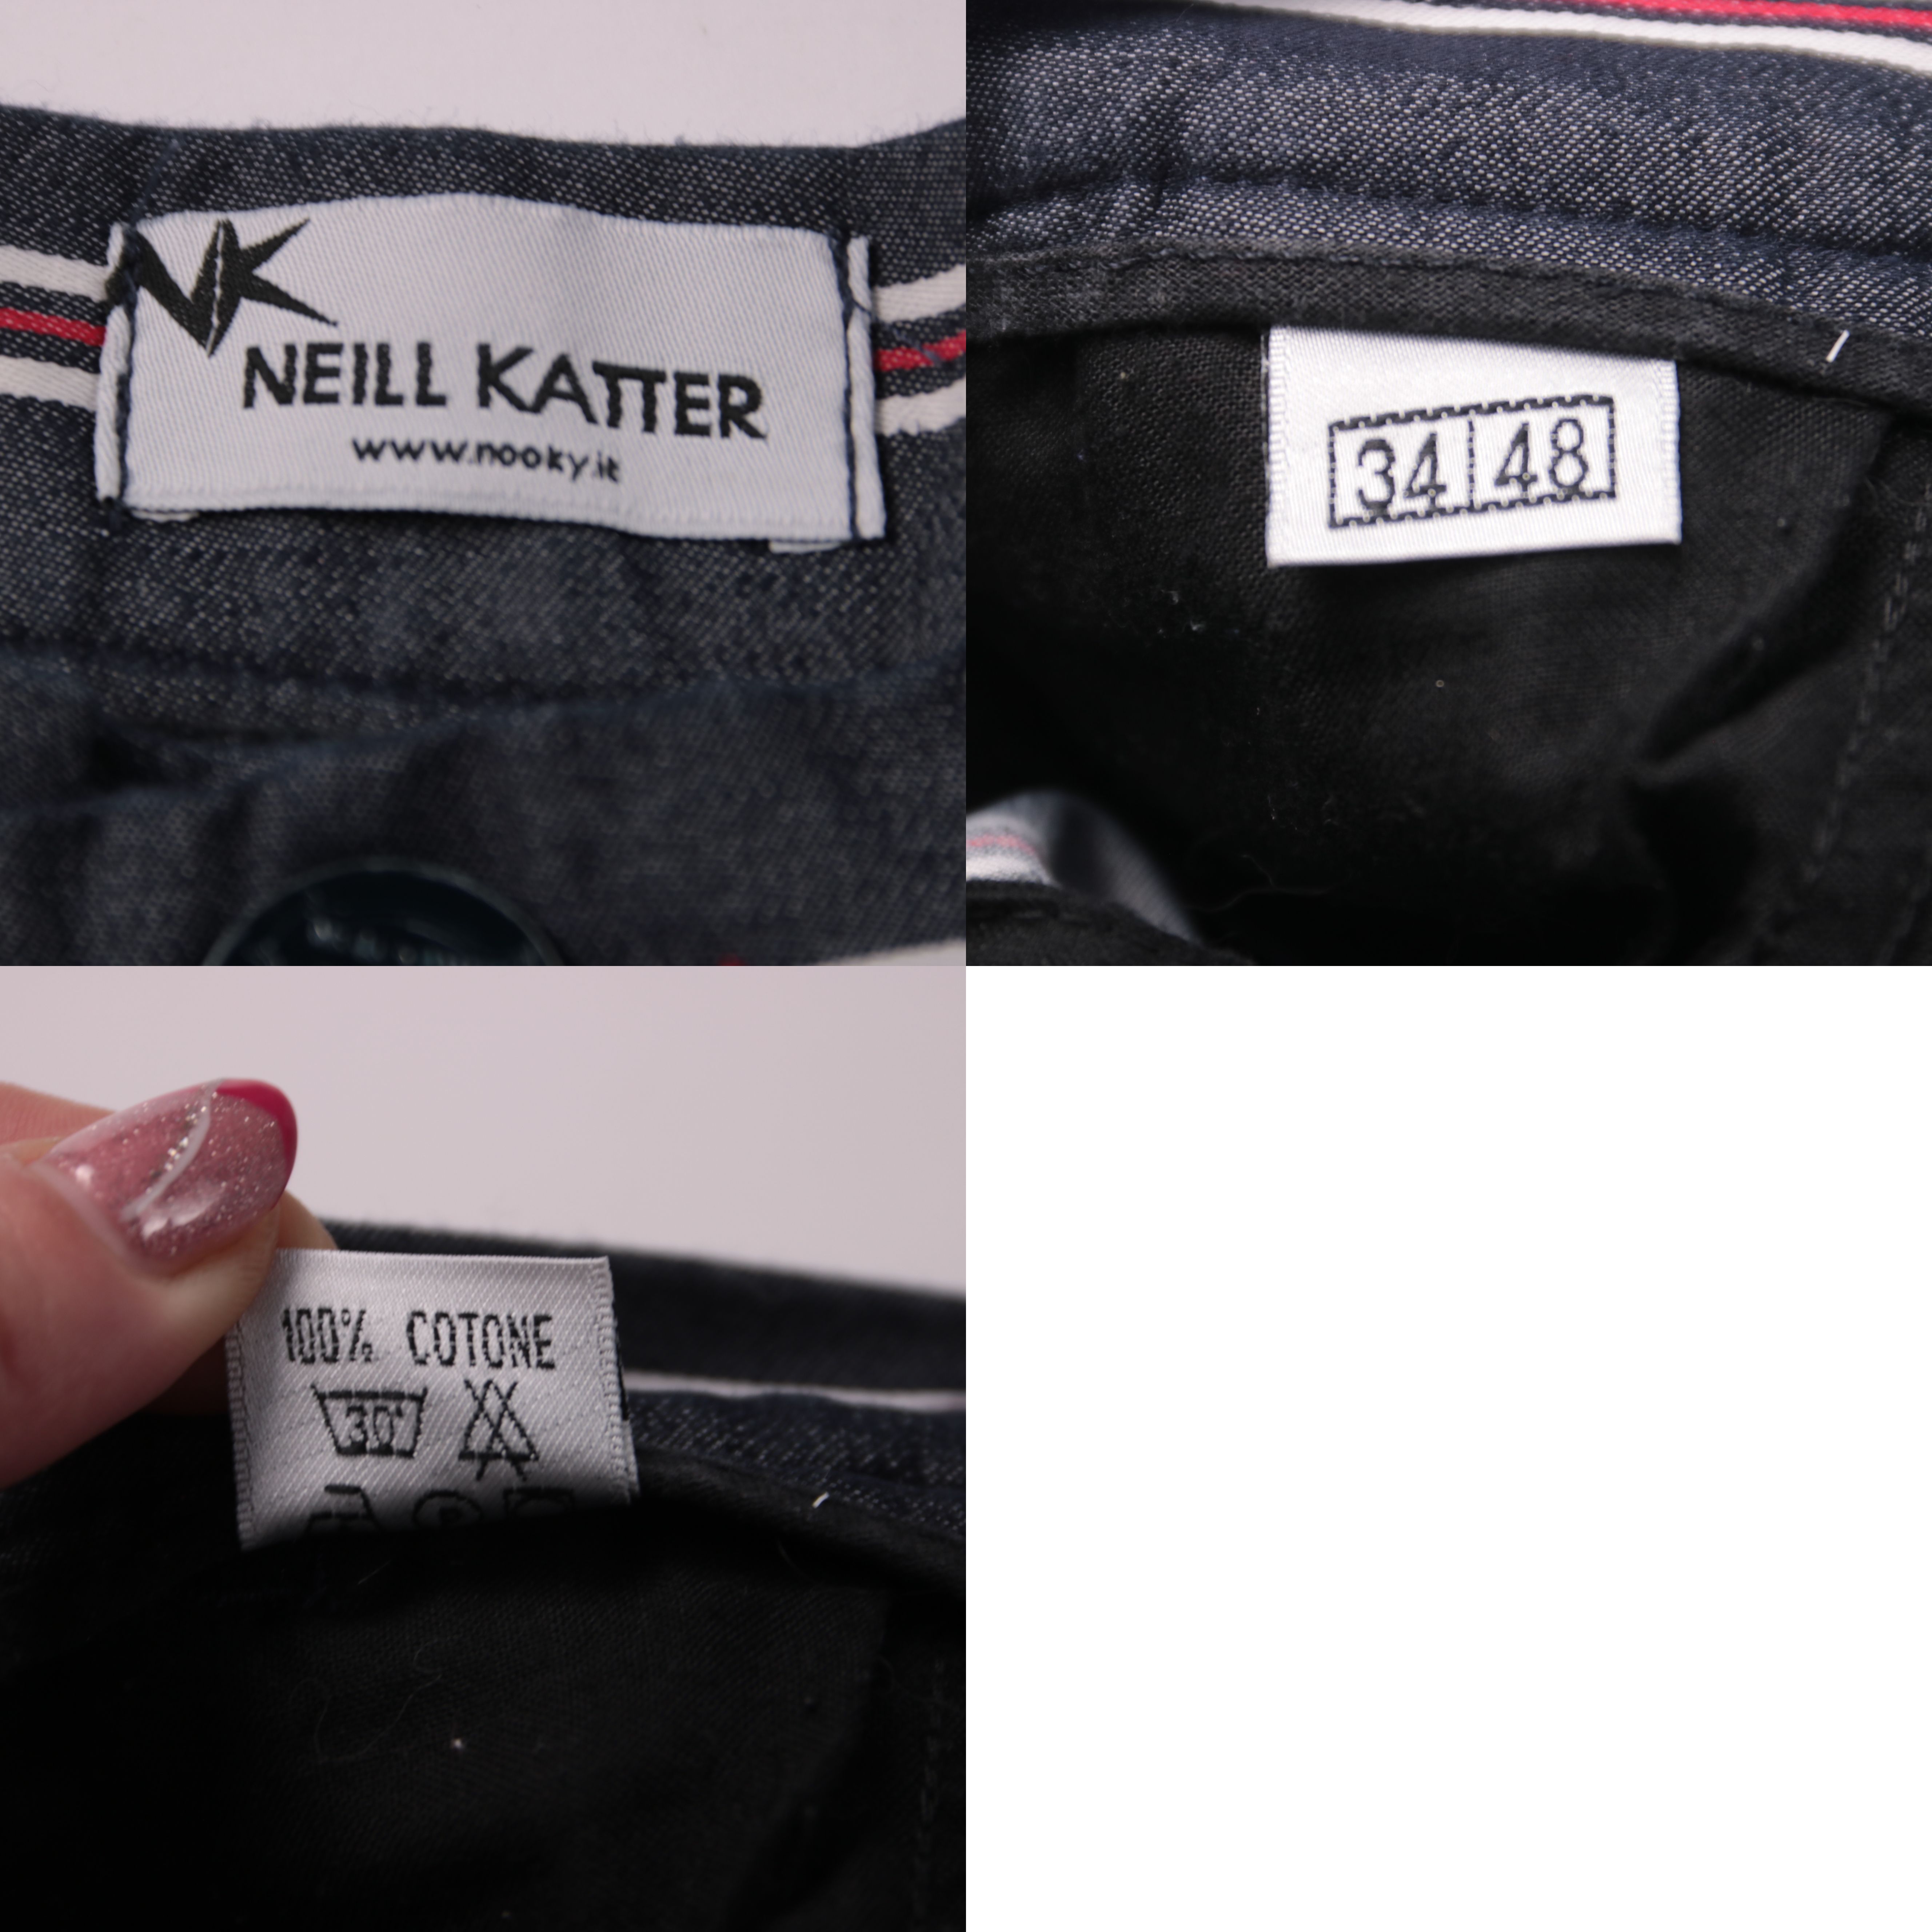 NK
NEILL KATTER
www.nooky.it
34 48
100% COTONE
30°